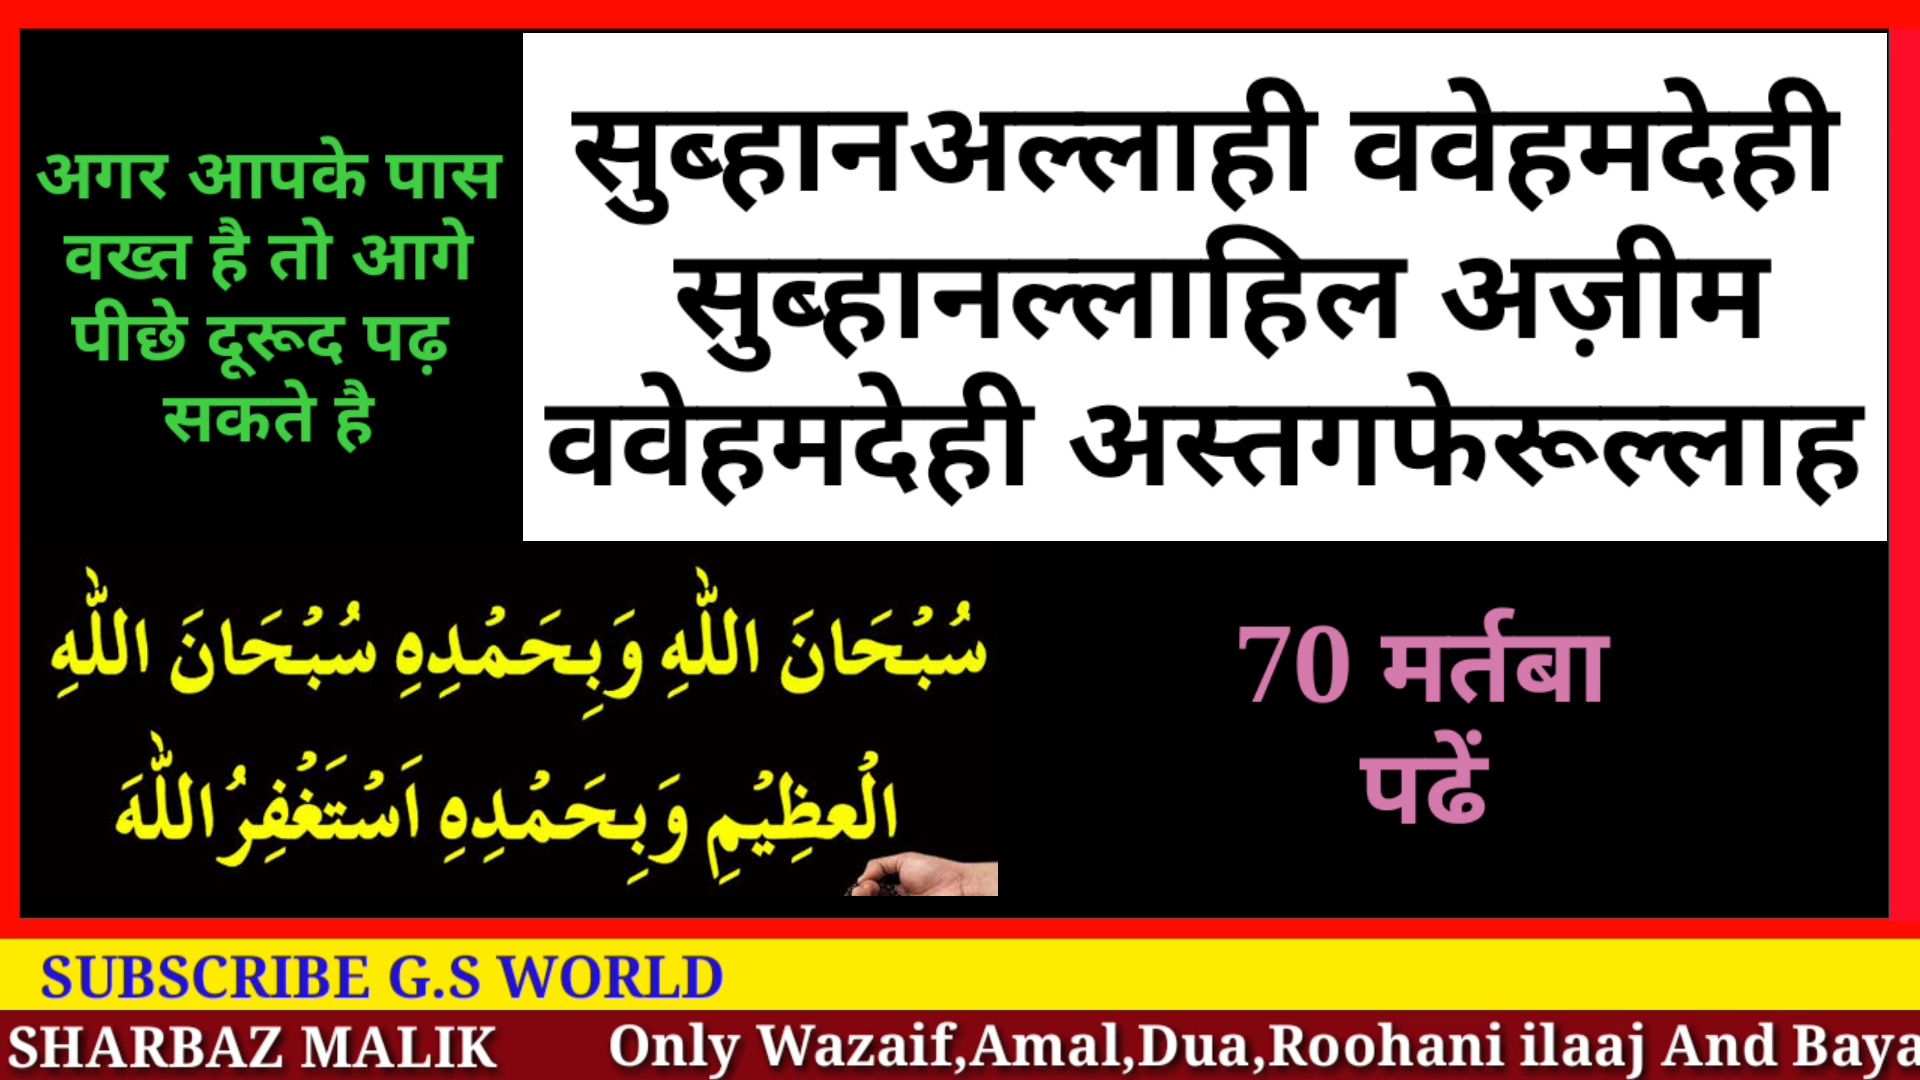 अगर आपके पास
वख्त है तो आगे
पीछे दूरूद पढ़
सकते है
सुब्हानअल्लाही ववेहमदेही
सुब्हानल्लाहिल अज़ीम
ववेहमदेही अस्तगफेरूल्लाह
سُبْحَانَ اللّٰهِ وَبِحَمْدِهِ سُبْحَانَ اللّٰهِ
الْعظِيْمِ وَبِحَمْدِهِ اَسْتَغْفِرُ اللّٰهَ
70 मर्तबा
पढें
SUBSCRIBE G.S WORLD
SHARBAZ MALIK Only Wazaif,Amal,Dua,Roohani ilaaj And Baya